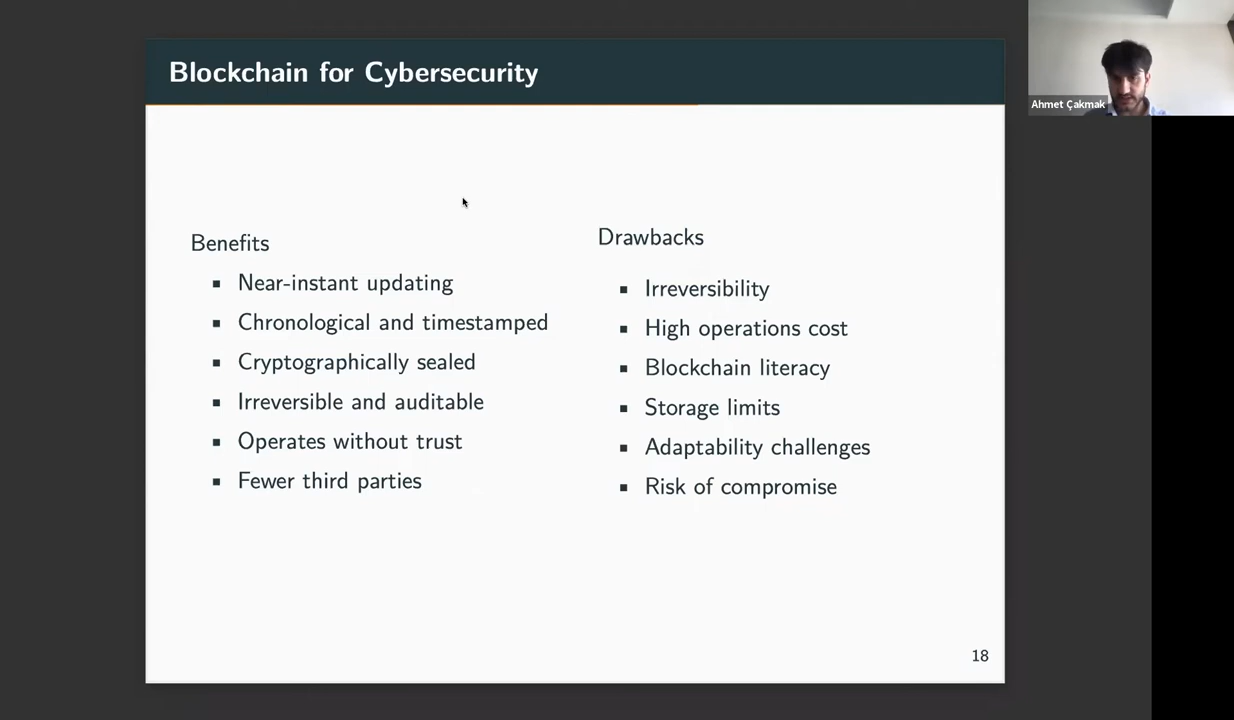 Blockchain for Cybersecurity
Ahmet Çakmak
Benefits
▪ Near-instant updating
▪ Chronological and timestamped
▪ Cryptographically sealed
▪ Irreversible and auditable
▪ Operates without trust
▪ Fewer third parties
Drawbacks
▪ Irreversibility
▪ High operations cost
▪ Blockchain literacy
▪ Storage limits
▪ Adaptability challenges
▪ Risk of compromise
18